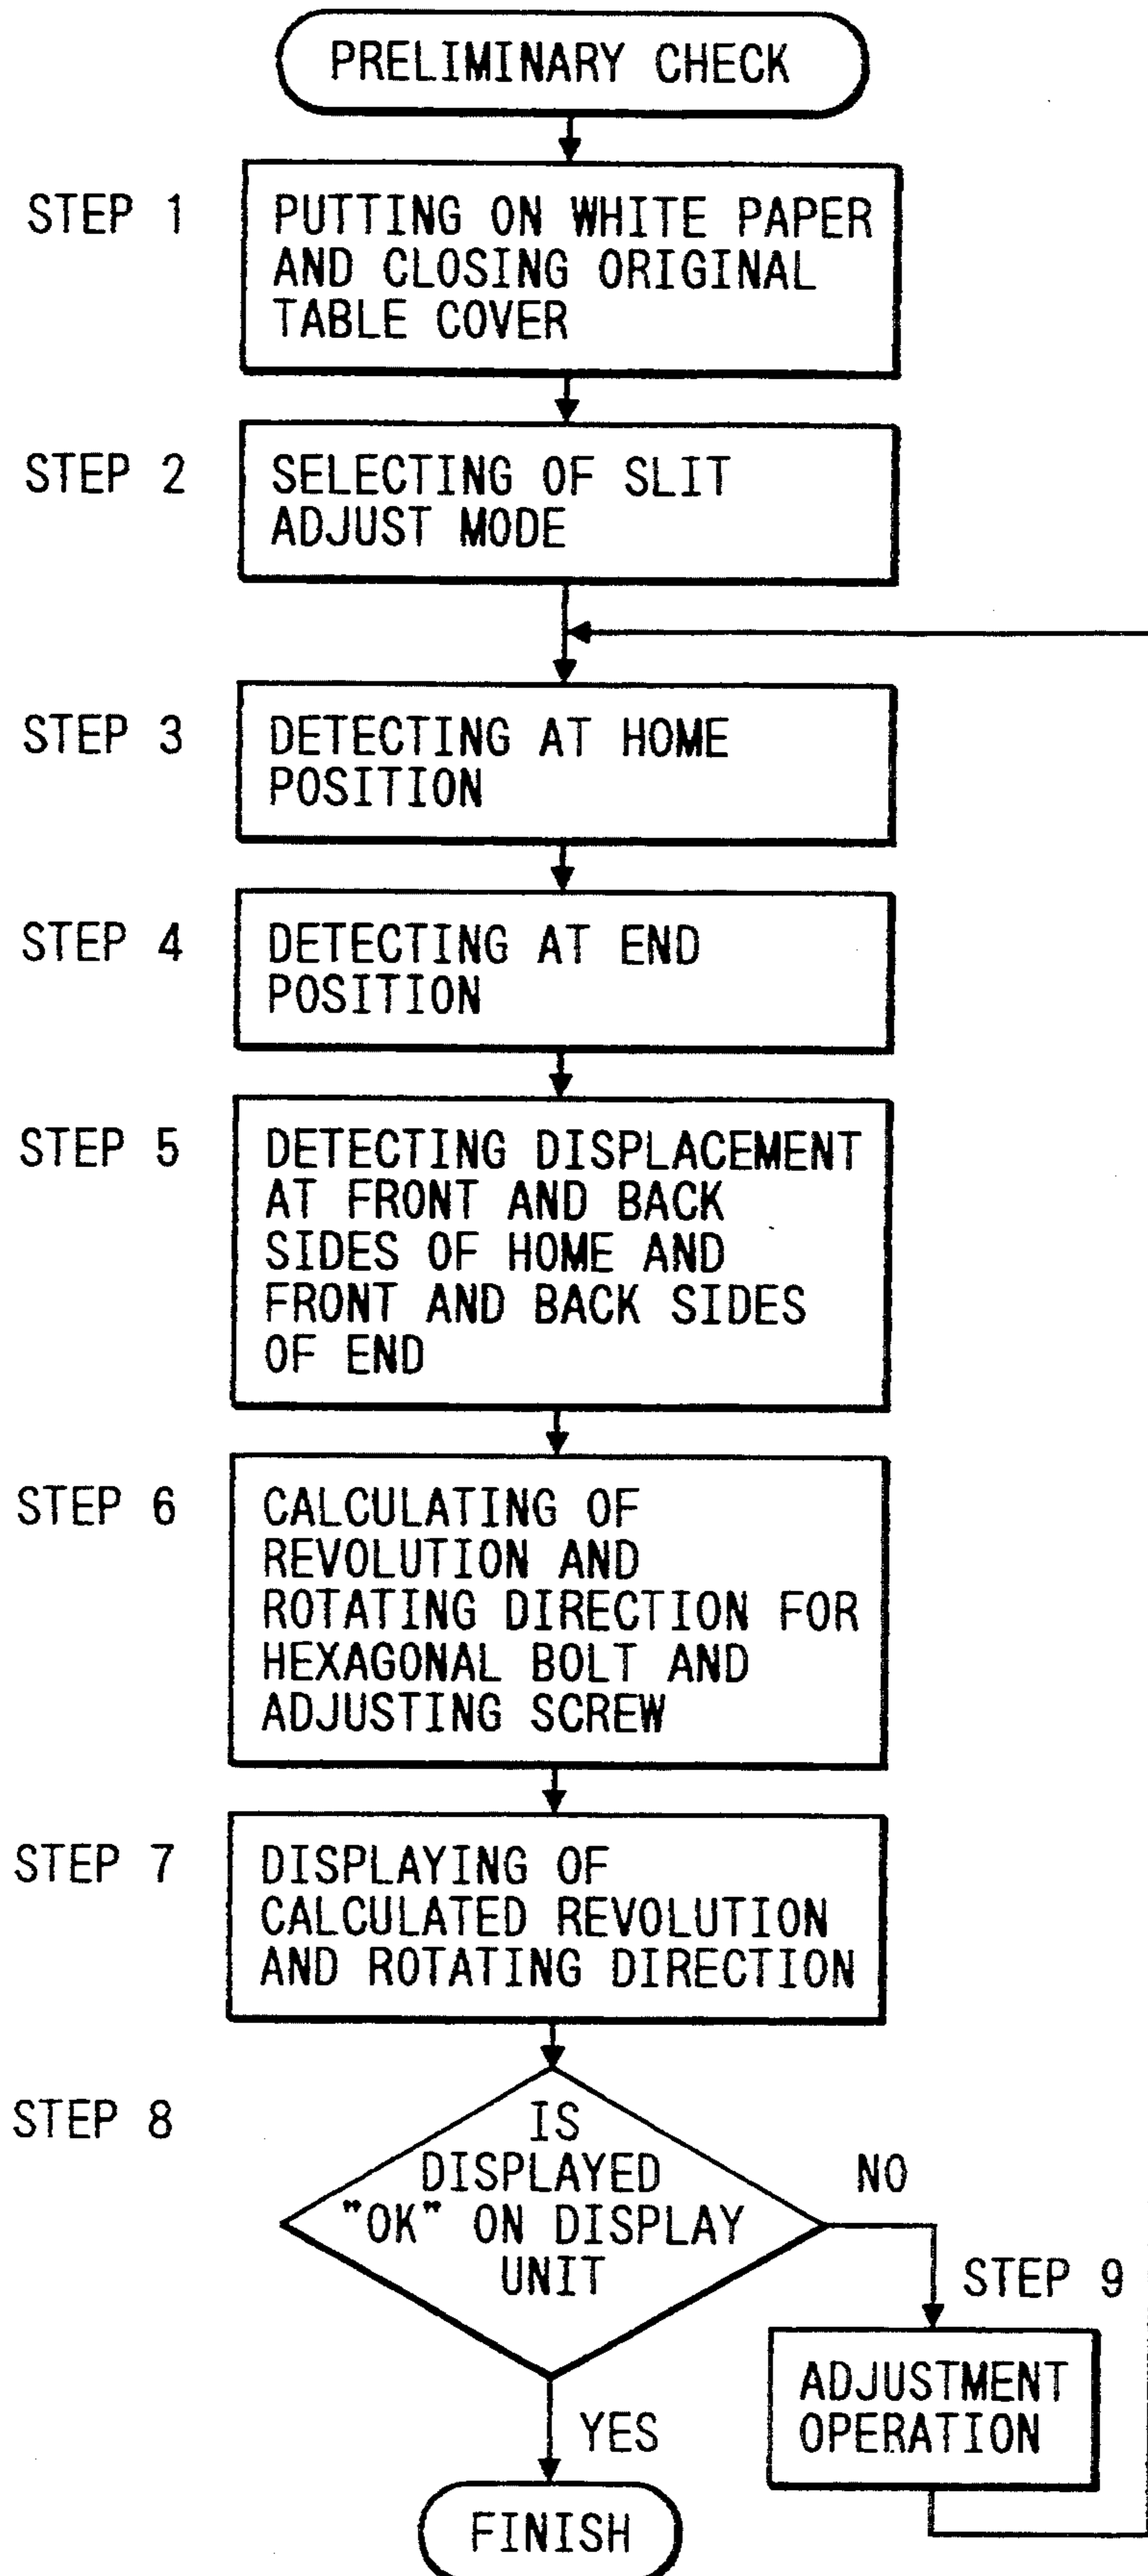 PRELIMINARY CHECK
STEP 1
PUTTING ON WHITE PAPER
AND CLOSING ORIGINAL
TABLE COVER
STEP 2
SELECTING OF SLIT
ADJUST MODE
STEP 3
DETECTING AT HOME
POSITION
STEP 4
DETECTING AT END
POSITION
STEP 5
DETECTING DISPLACEMENT
AT FRONT AND BACK
SIDES OF HOME AND
FRONT AND BACK SIDES
OF END
STEP 6
CALCULATING OF
REVOLUTION AND
ROTATING DIRECTION FOR
HEXAGONAL BOLT AND
ADJUSTING SCREW
STEP 7
DISPLAYING OF
CALCULATED REVOLUTION
AND ROTATING DIRECTION
STEP 8
IS
DISPLAYED
"OK" ON DISPLAY
UNIT
NO
STEP 9
ADJUSTMENT
OPERATION
YES
FINISH